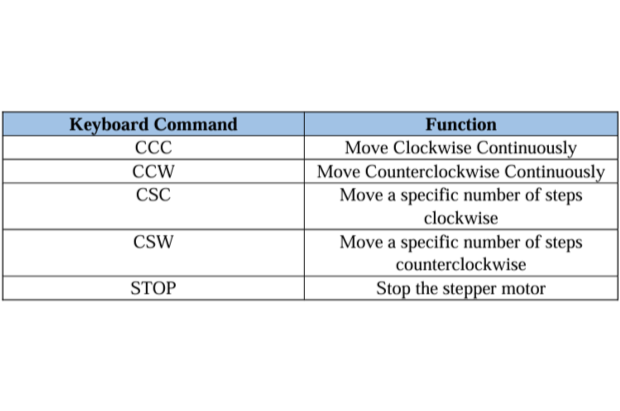 Keyboard Command Function
CCC Move Clockwise Continuously
CCW Move Counterclockwise Continuously
CSC Move a specific number of steps
clockwise
CSW Move a specific number of steps
counterclockwise
STOP Stop the stepper motor